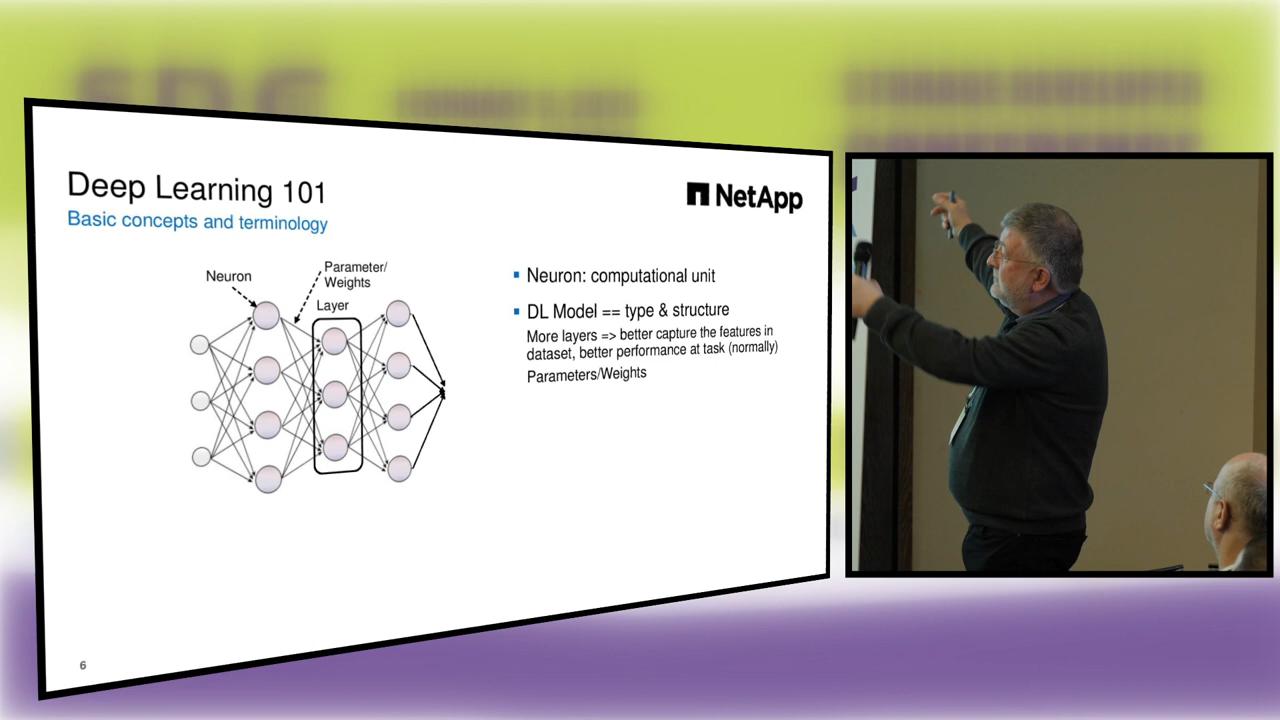 Deep Learning 101
Basic concepts and terminology
NetApp
Neuron
Parameter/
Weights
Layer
Neuron: computational unit
DL Model == type & structure
More layers => better capture the features in
dataset, better performance at task (normally)
Parameters/Weights
6